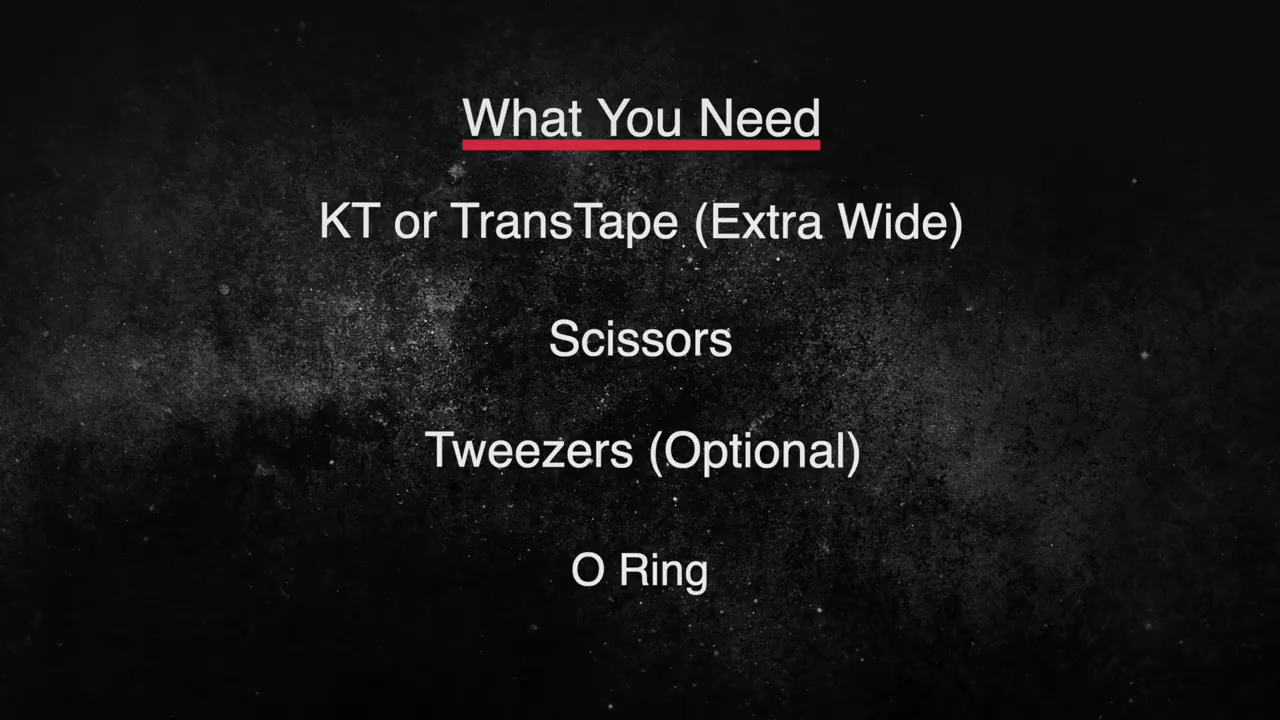 What You Need
KT or TransTape (Extra Wide)
Scissors
Tweezers (Optional)
O Ring